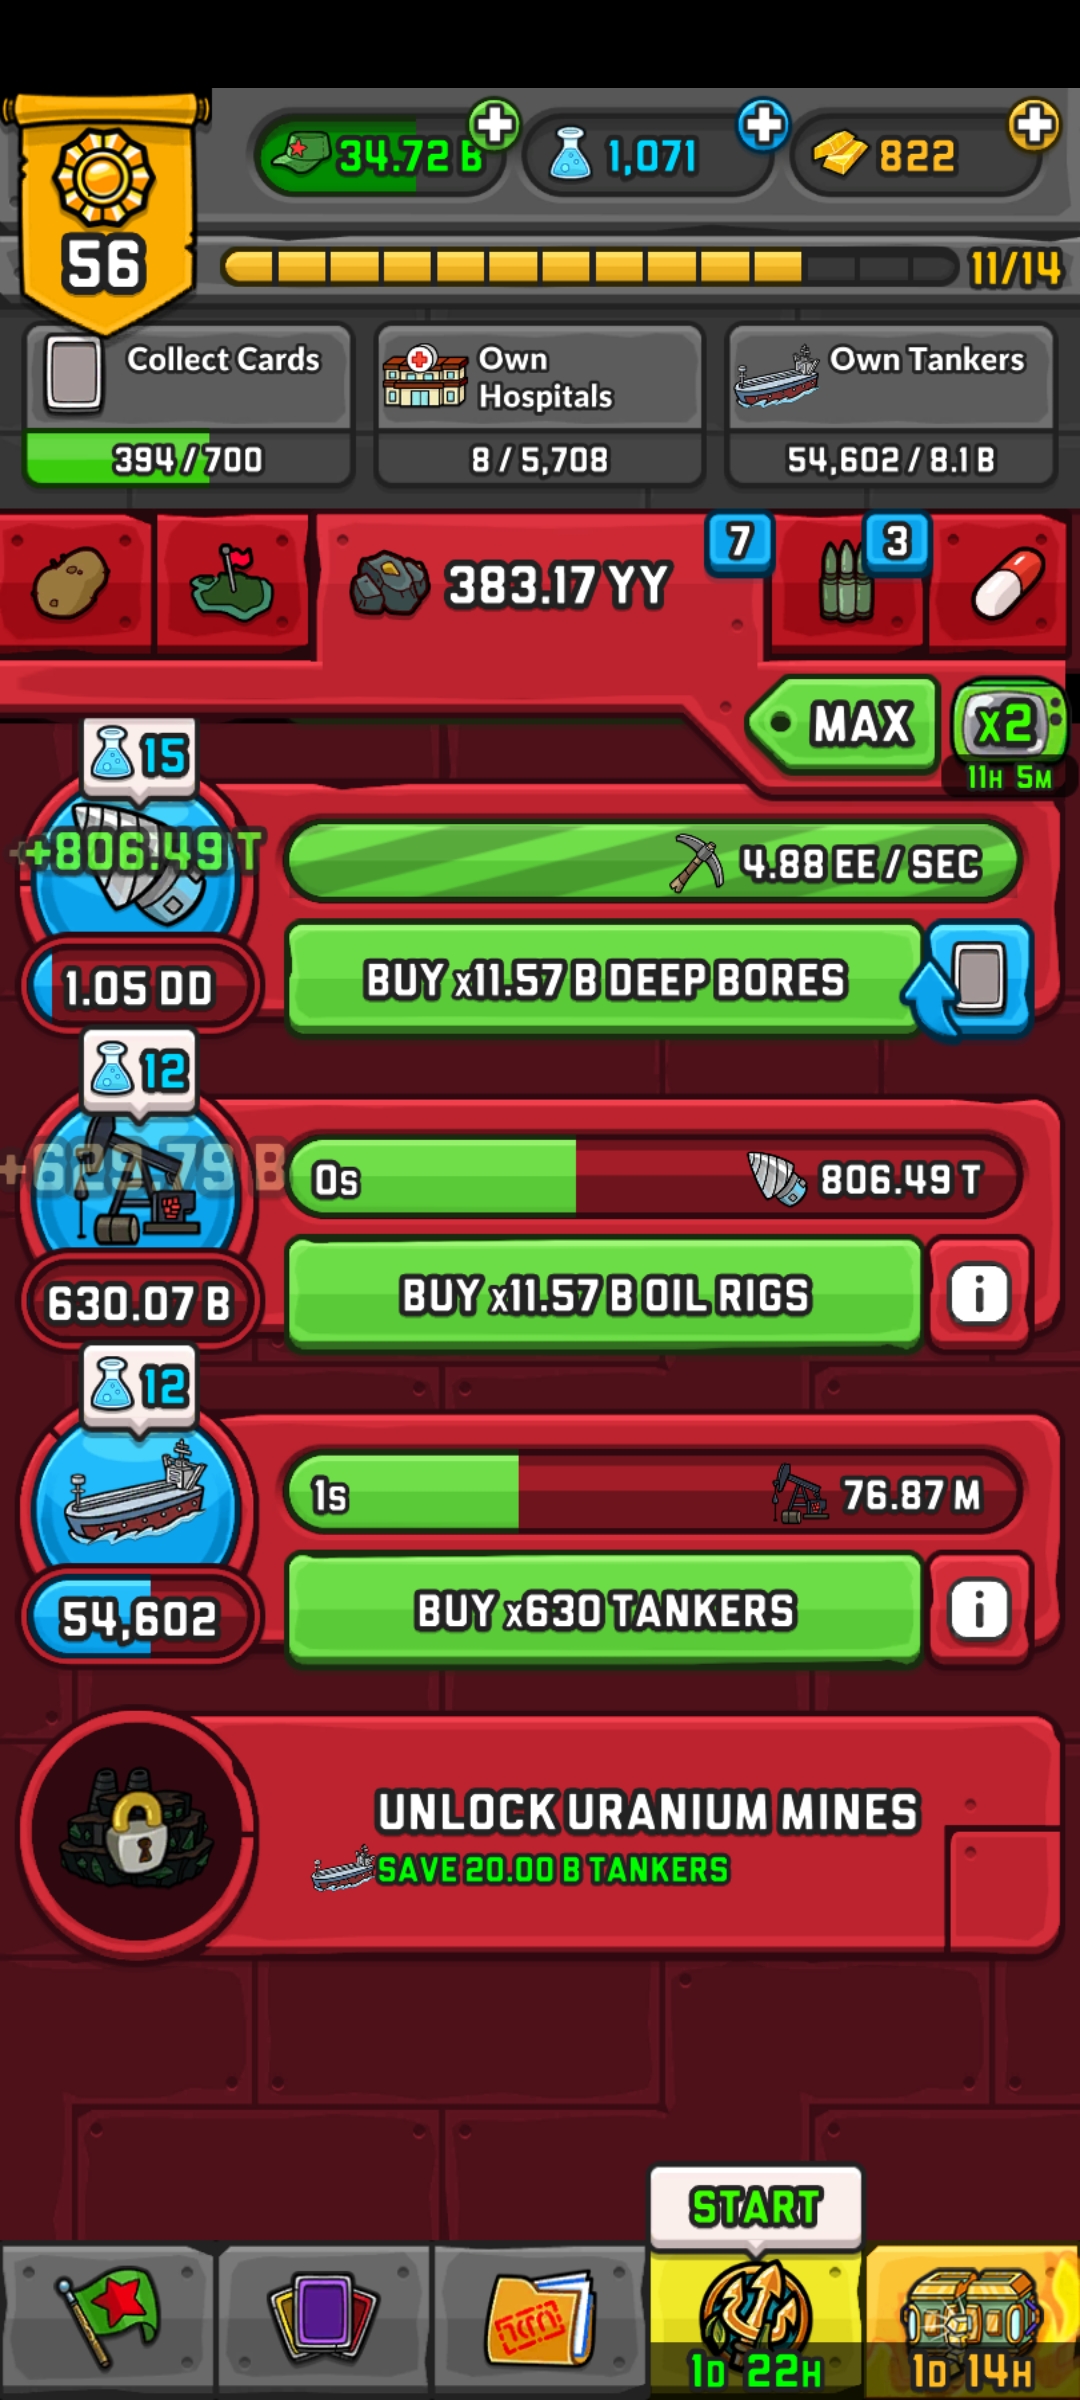 34.72 B
1,071
822
56
11/14
Collect Cards
394/700
Own
Hospitals
8/5,708
Own Tankers
54,602/8.1 B
383.17 YY
7
3
MAX
x2
11H 5M
15
+806.49 T
4.88 EE / SEC
1.05 DD
BUY x11.57 B DEEP BORES
12
+629.79 B
0s
806.49 T
630.07 B
BUY x11.57 B OIL RIGS
i
12
1s
76.87 M
54,602
BUY x630 TANKERS
i
UNLOCK URANIUM MINES
SAVE 20.00 B TANKERS
START
1D 22H
1D 14H